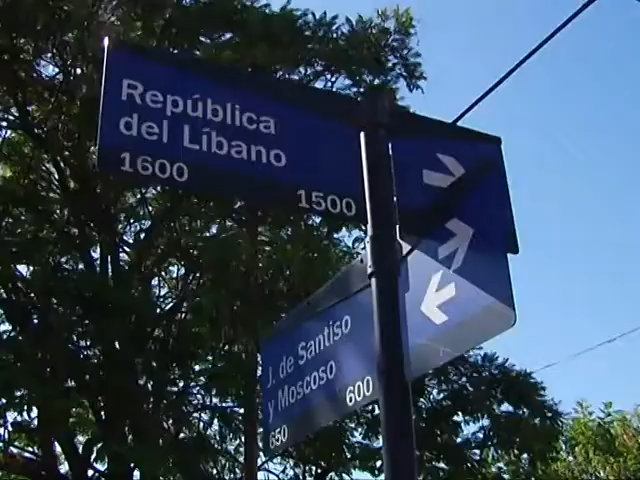 República
del Líbano
1600 1500
J. de Santiso
y Moscoso
650 600